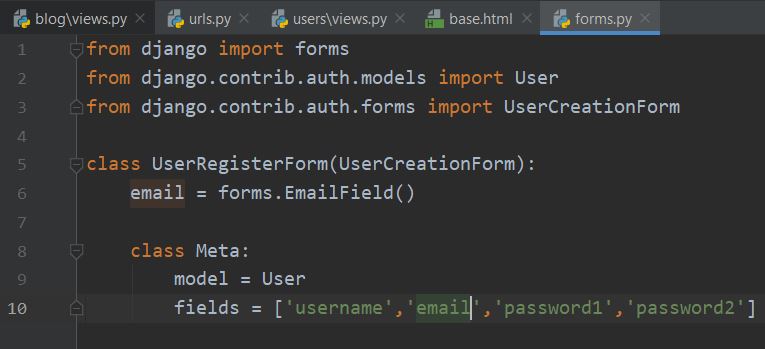 blog\views.py urls.py users\views.py base.html forms.py
1 from django import forms
2 from django.contrib.auth.models import User
3 from django.contrib.auth.forms import UserCreationForm
4
5 class UserRegisterForm(UserCreationForm):
6     email = forms.EmailField()
7
8     class Meta:
9         model = User
10         fields = ['username','email','password1','password2']